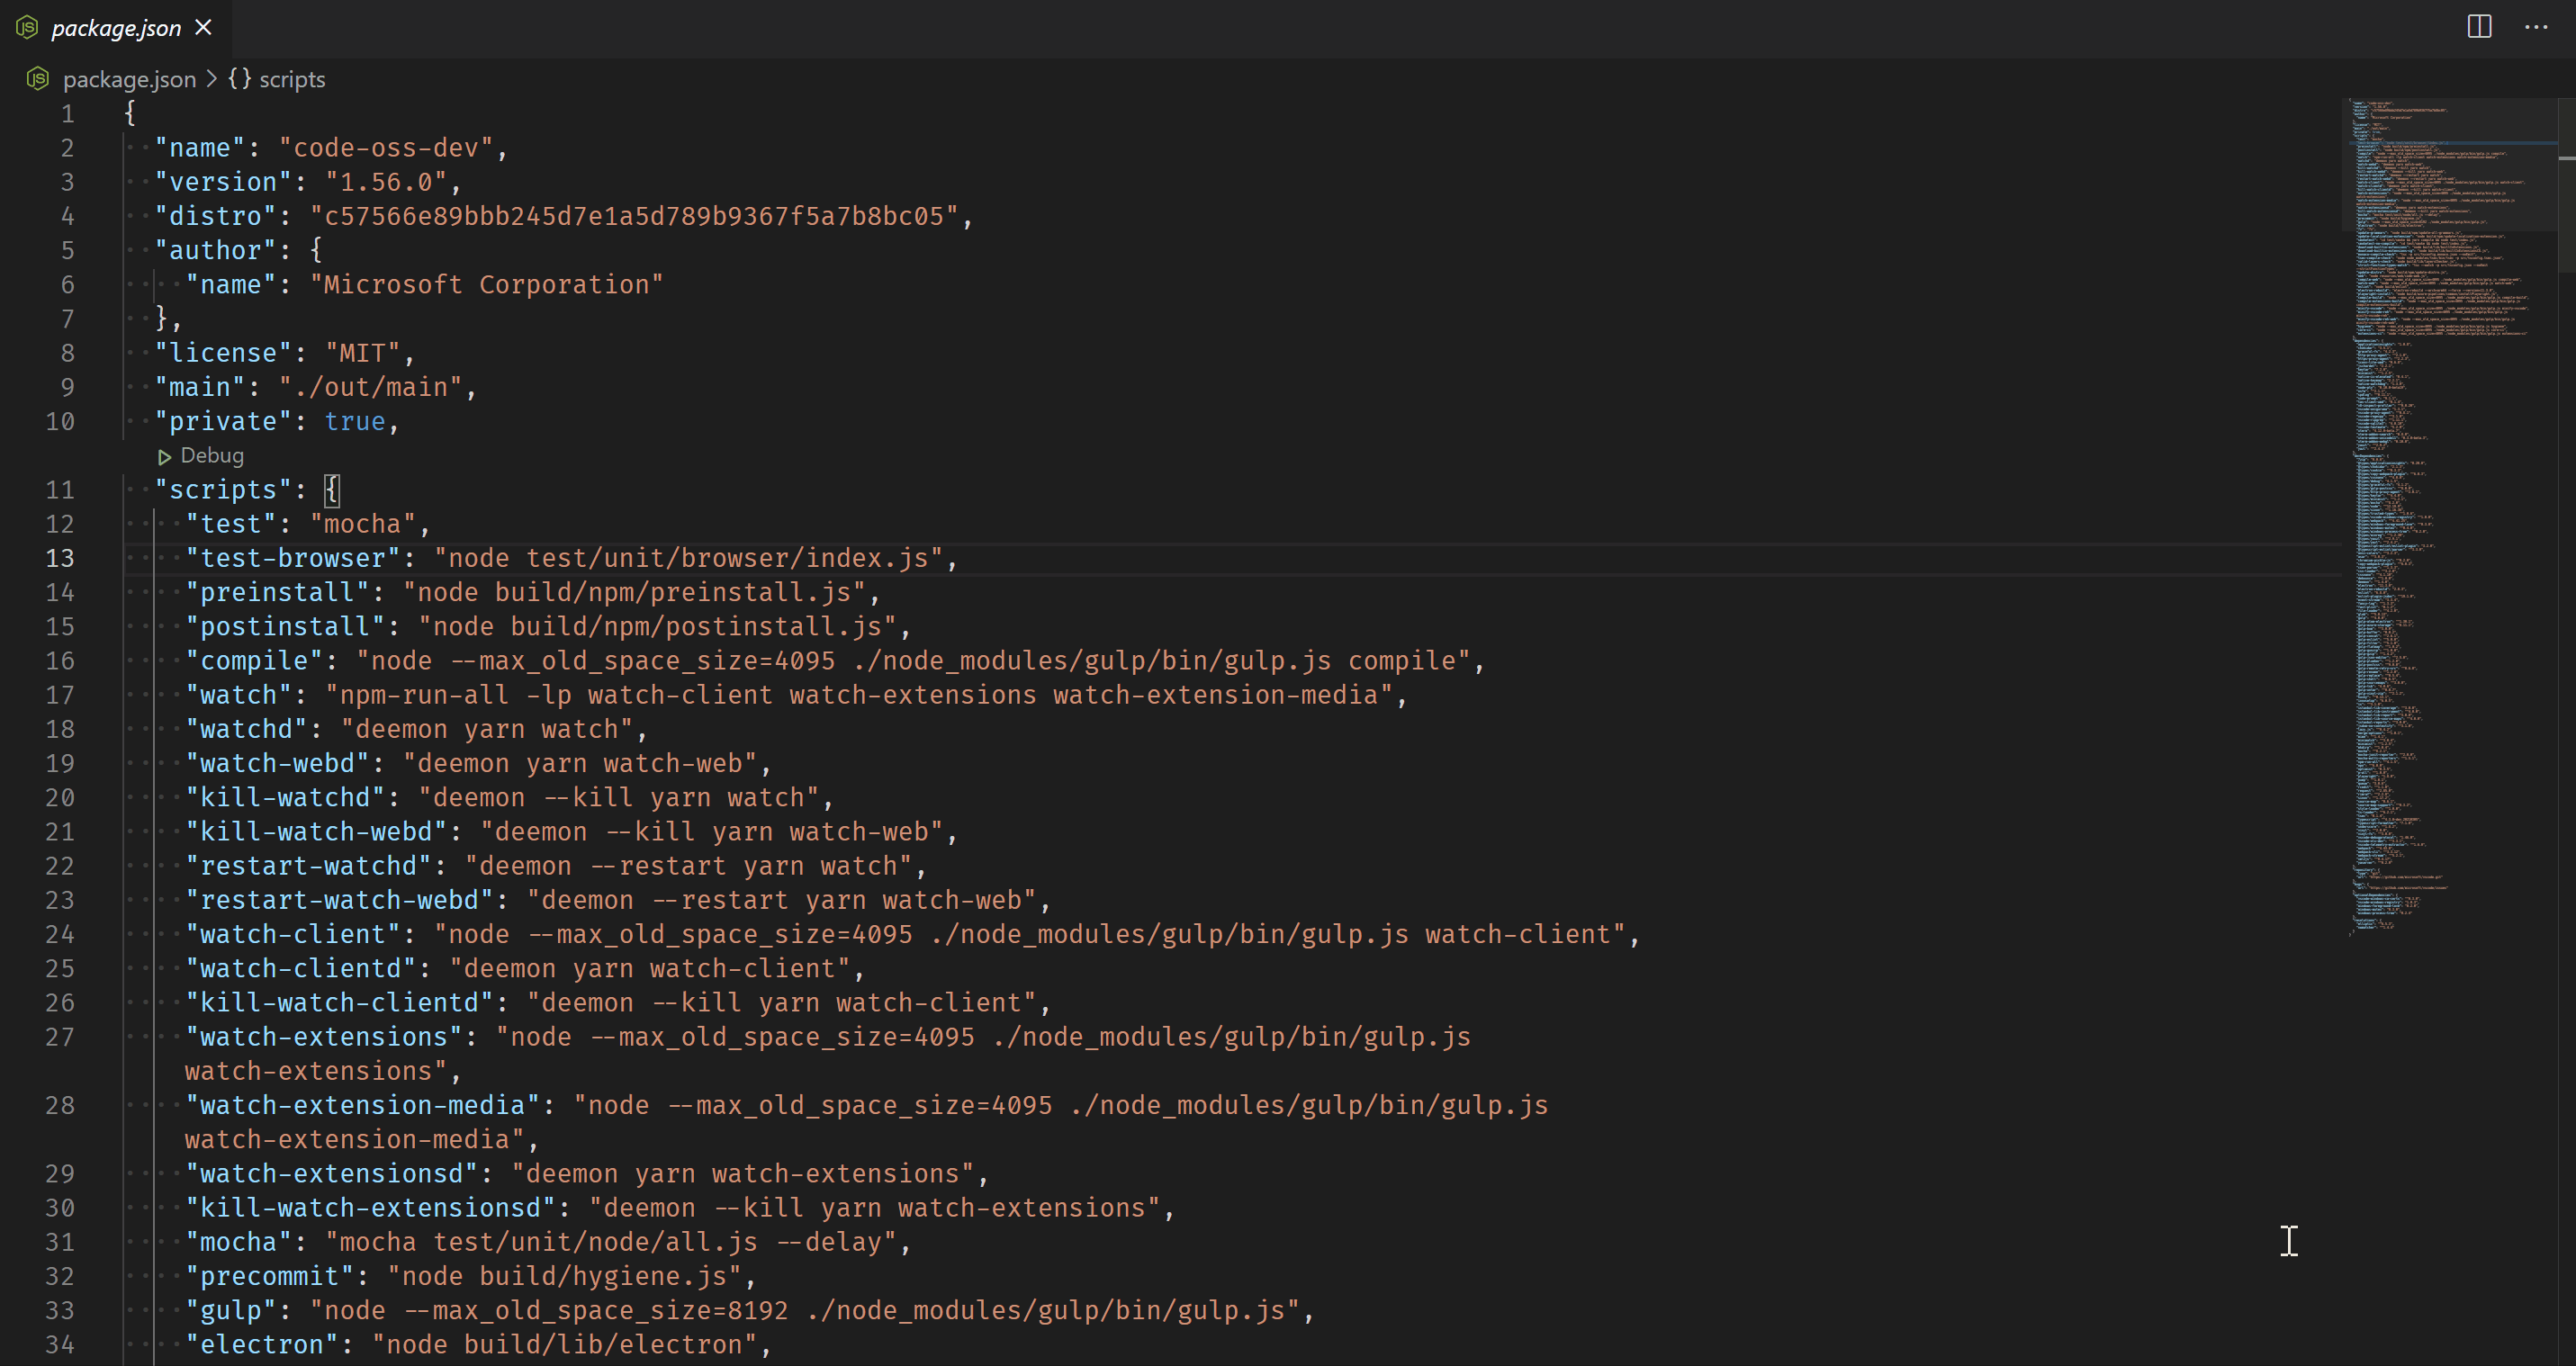 package.json
package.json > {} scripts
1 {
2 "name": "code-oss-dev",
3 "version": "1.56.0",
4 "distro": "c57566e89bbb245d7e1a5d789b9367f5a7b8bc05",
5 "author": {
6 "name": "Microsoft Corporation"
7 },
8 "license": "MIT",
9 "main": "./out/main",
10 "private": true,
Debug
11 "scripts": {
12 "test": "mocha",
13 "test-browser": "node test/unit/browser/index.js",
14 "preinstall": "node build/npm/preinstall.js",
15 "postinstall": "node build/npm/postinstall.js",
16 "compile": "node --max_old_space_size=4095 ./node_modules/gulp/bin/gulp.js compile",
17 "watch": "npm-run-all -lp watch-client watch-extensions watch-extension-media",
18 "watchd": "deemon yarn watch",
19 "watch-webd": "deemon yarn watch-web",
20 "kill-watchd": "deemon --kill yarn watch",
21 "kill-watch-webd": "deemon --kill yarn watch-web",
22 "restart-watchd": "deemon --restart yarn watch",
23 "restart-watch-webd": "deemon --restart yarn watch-web",
24 "watch-client": "node --max_old_space_size=4095 ./node_modules/gulp/bin/gulp.js watch-client",
25 "watch-clientd": "deemon yarn watch-client",
26 "kill-watch-clientd": "deemon --kill yarn watch-client",
27 "watch-extensions": "node --max_old_space_size=4095 ./node_modules/gulp/bin/gulp.js
watch-extensions",
28 "watch-extension-media": "node --max_old_space_size=4095 ./node_modules/gulp/bin/gulp.js
watch-extension-media",
29 "watch-extensionsd": "deemon yarn watch-extensions",
30 "kill-watch-extensionsd": "deemon --kill yarn watch-extensions",
31 "mocha": "mocha test/unit/node/all.js --delay",
32 "precommit": "node build/hygiene.js",
33 "gulp": "node --max_old_space_size=8192 ./node_modules/gulp/bin/gulp.js",
34 "electron": "node build/lib/electron",